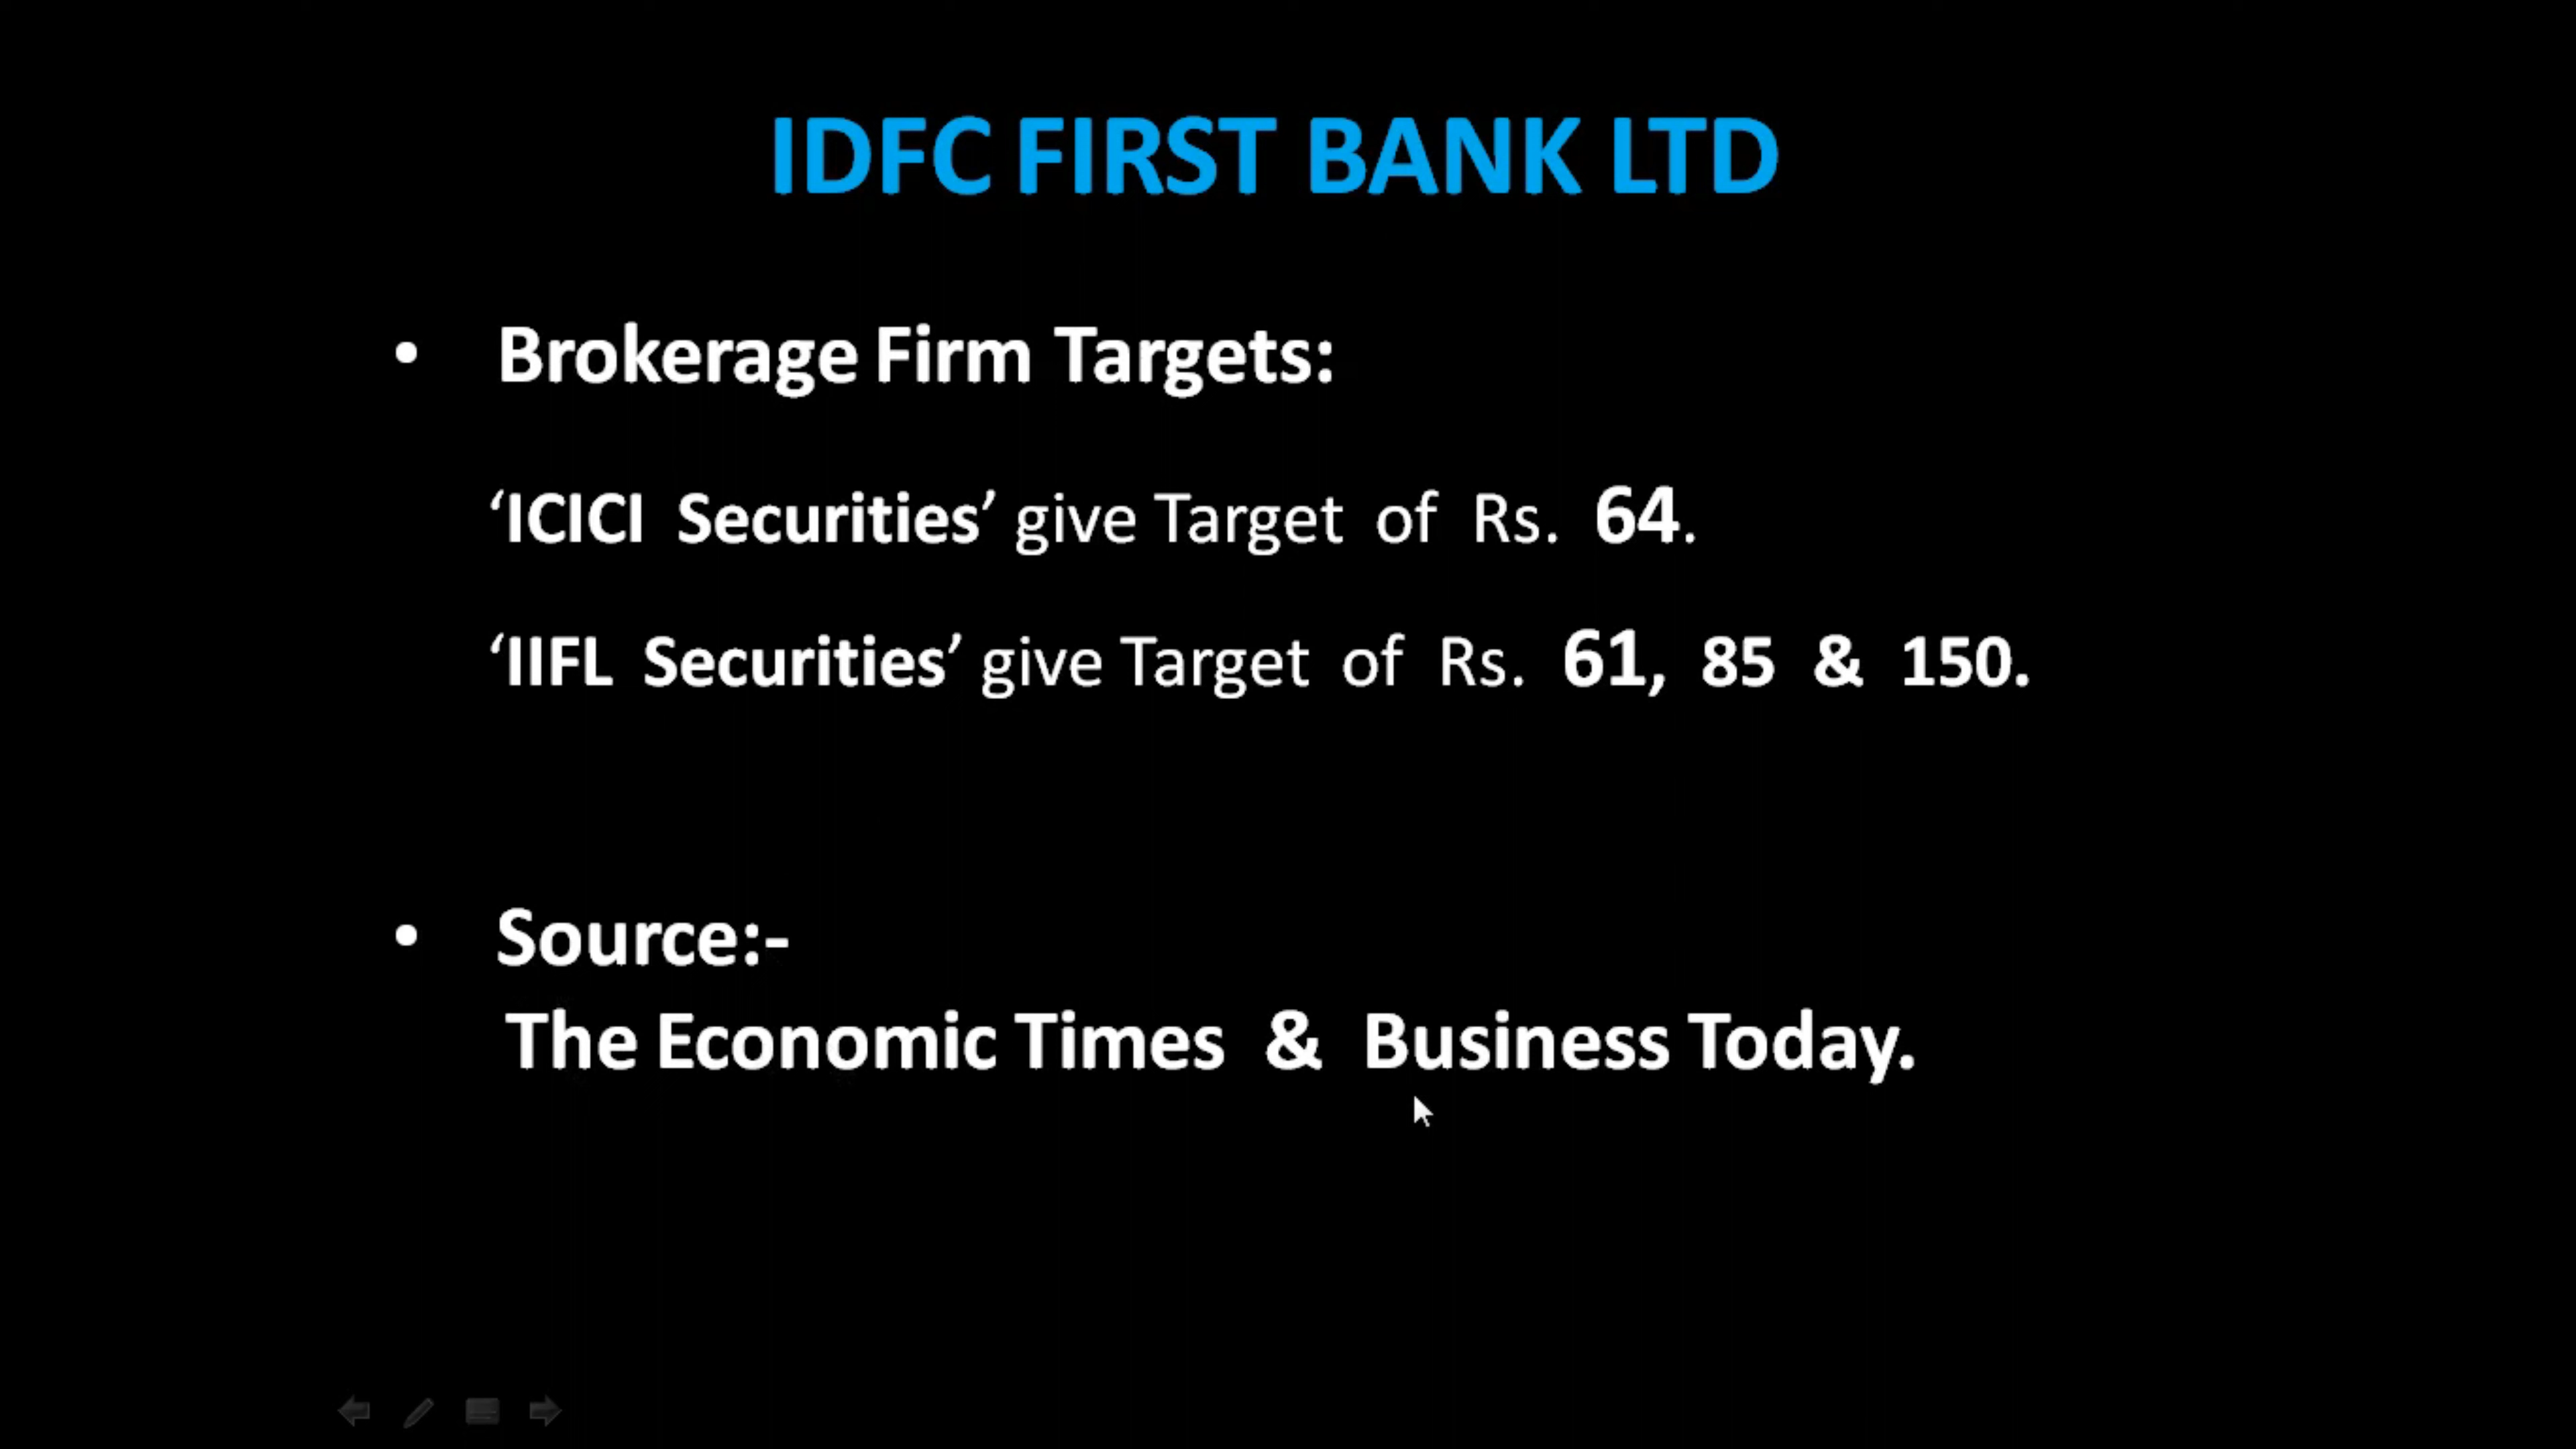 IDFC FIRST BANK LTD
• Brokerage Firm Targets:
‘ICICI Securities’ give Target of Rs. 64.
‘IIFL Securities’ give Target of Rs. 61, 85 & 150.
• Source:-
The Economic Times & Business Today.